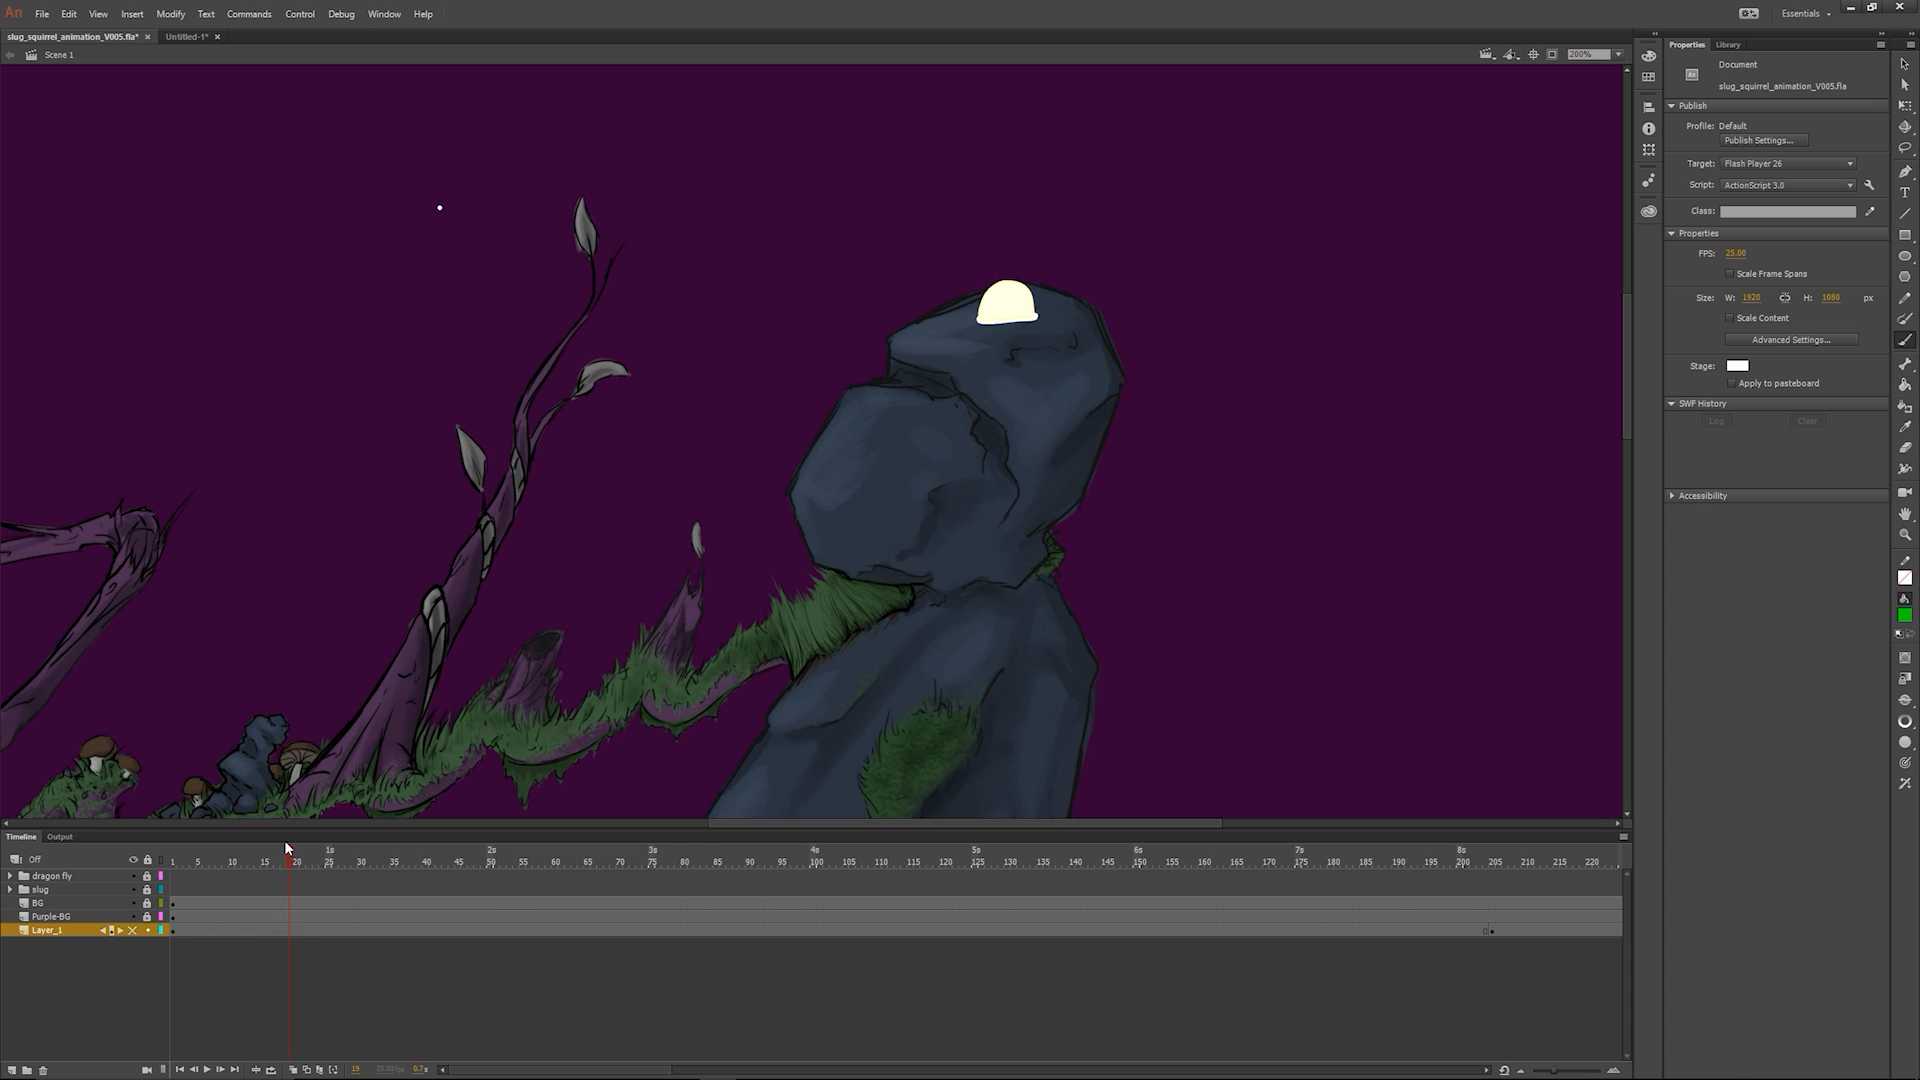 An File Edit View Insert Modify Text Commands Control Debug Window Help Essentials
slug_squirrel_animation_V005.fla* × Untitled-1* ×
Scene 1 200%
Properties Library
Document
An slug_squirrel_animation_V005.fla
Publish
Profile: Default
Publish Settings...
Target: Flash Player 26
Script: ActionScript 3.0
Class:
Properties
FPS: 25.00
Scale Frame Spans
Size: W: 1920 H: 1080 px
Scale Content
Advanced Settings...
Stage:
Apply to pasteboard
SWF History
Log Clear
Accessibility
Timeline Output
1s 2s 3s 4s 5s 6s 7s 8s
Off 1 5 10 15 20 25 30 35 40 45 50 55 60 65 70 75 80 85 90 95 100 105 110 115 120 125 130 135 140 145 150 155 160 165 170 175 180 185 190 195 200 205 210 215 220
dragon fly
slug
BG
Purple-BG
Layer_1
19 25.00 fps 0.7s